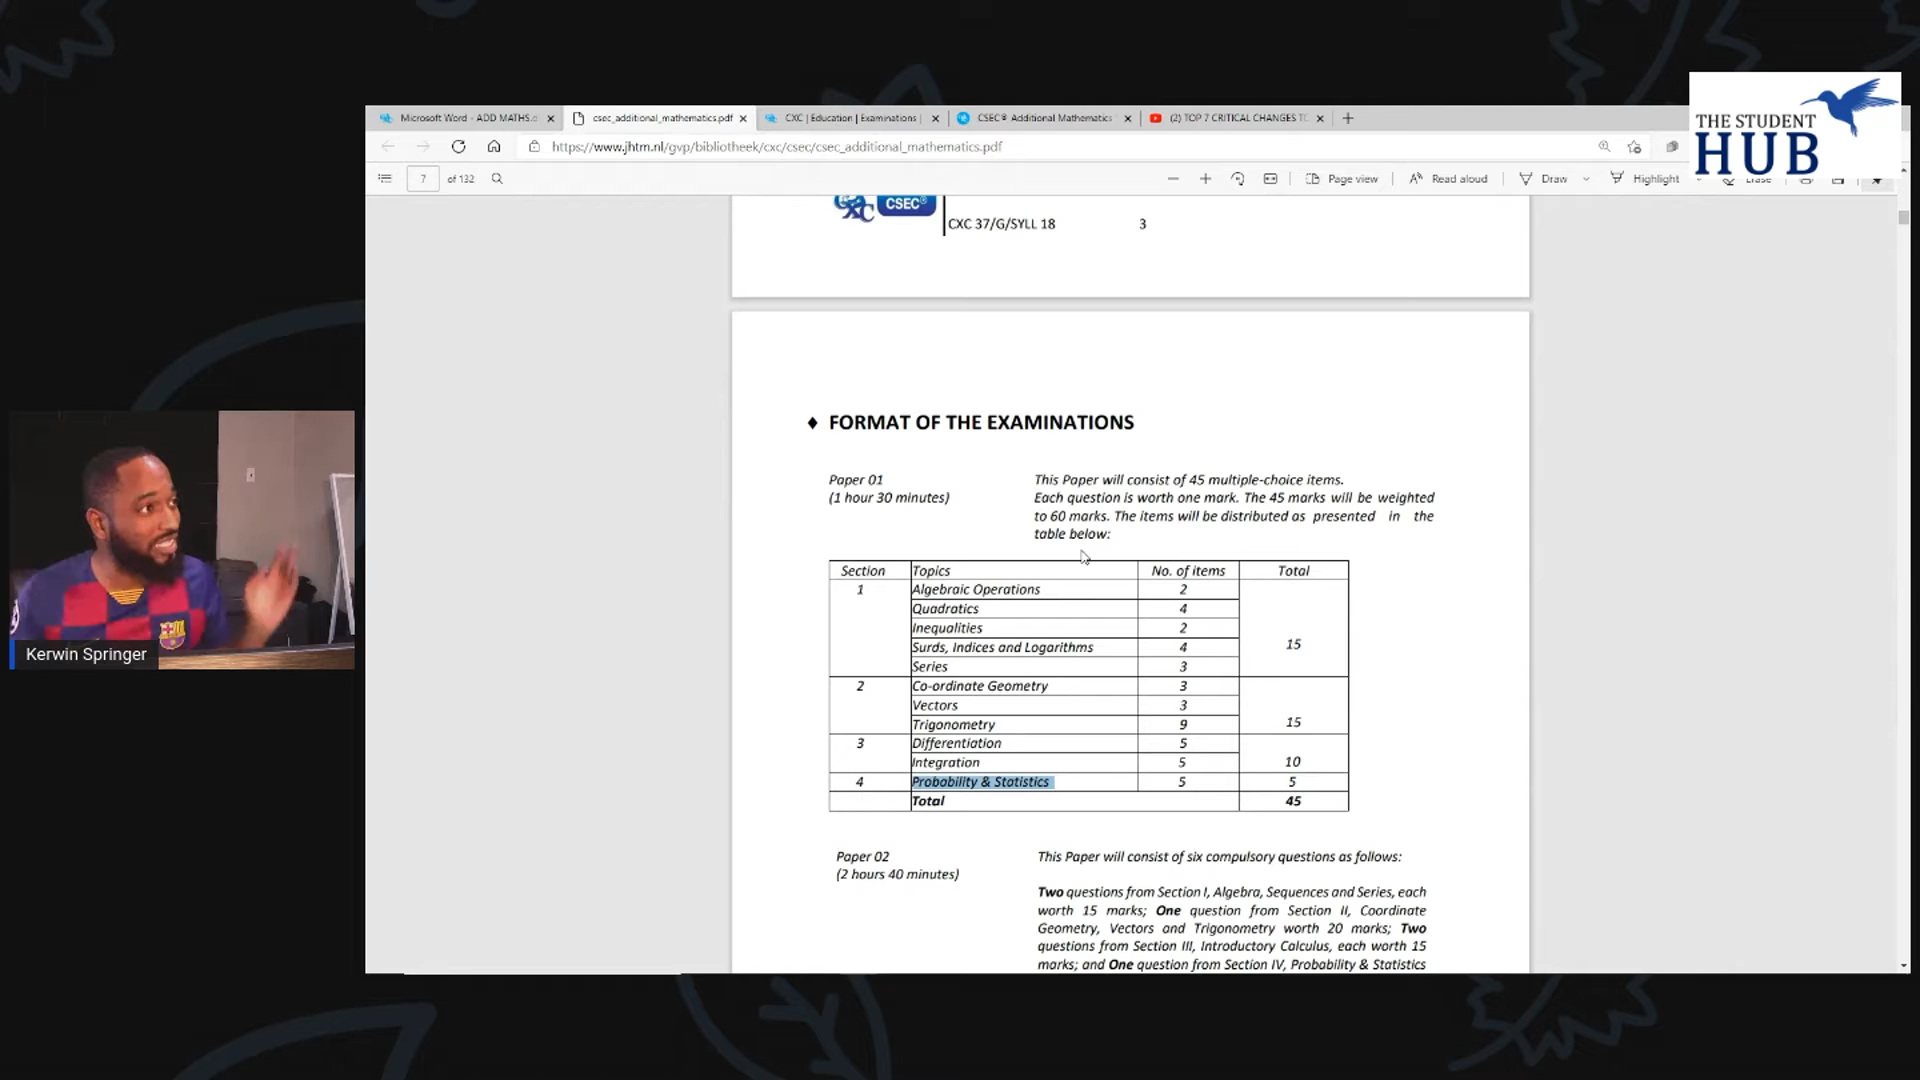 THE STUDENT
HUB
Microsoft Word - ADD MATHS.
csec_additional_mathematics.pdf
CXC | Education | Examinations |
CSEC® Additional Mathematics
(2) TOP 7 CRITICAL CHANGES T
https://www.jhtm.nl/gvp/bibliotheek/cxc/csec/csec_additional_mathematics.pdf
7 of 132
Page view
Read aloud
Draw
Highlight
CXC CSEC®
CXC 37/G/SYLL 18 3
♦ FORMAT OF THE EXAMINATIONS
Paper 01 This Paper will consist of 45 multiple-choice items.
(1 hour 30 minutes) Each question is worth one mark. The 45 marks will be weighted
to 60 marks. The items will be distributed as presented in the
table below:
Section Topics No. of items Total
1 Algebraic Operations 2
Quadratics 4
Inequalities 2
Surds, Indices and Logarithms 4 15
Series 3
2 Co-ordinate Geometry 3
Vectors 3
Trigonometry 9 15
3 Differentiation 5
Integration 5 10
4 Probability & Statistics 5 5
Total 45
Paper 02 This Paper will consist of six compulsory questions as follows:
(2 hours 40 minutes)
Two questions from Section I, Algebra, Sequences and Series, each
worth 15 marks; One question from Section II, Coordinate
Geometry, Vectors and Trigonometry worth 20 marks; Two
questions from Section III, Introductory Calculus, each worth 15
marks; and One question from Section IV, Probability & Statistics
Kerwin Springer